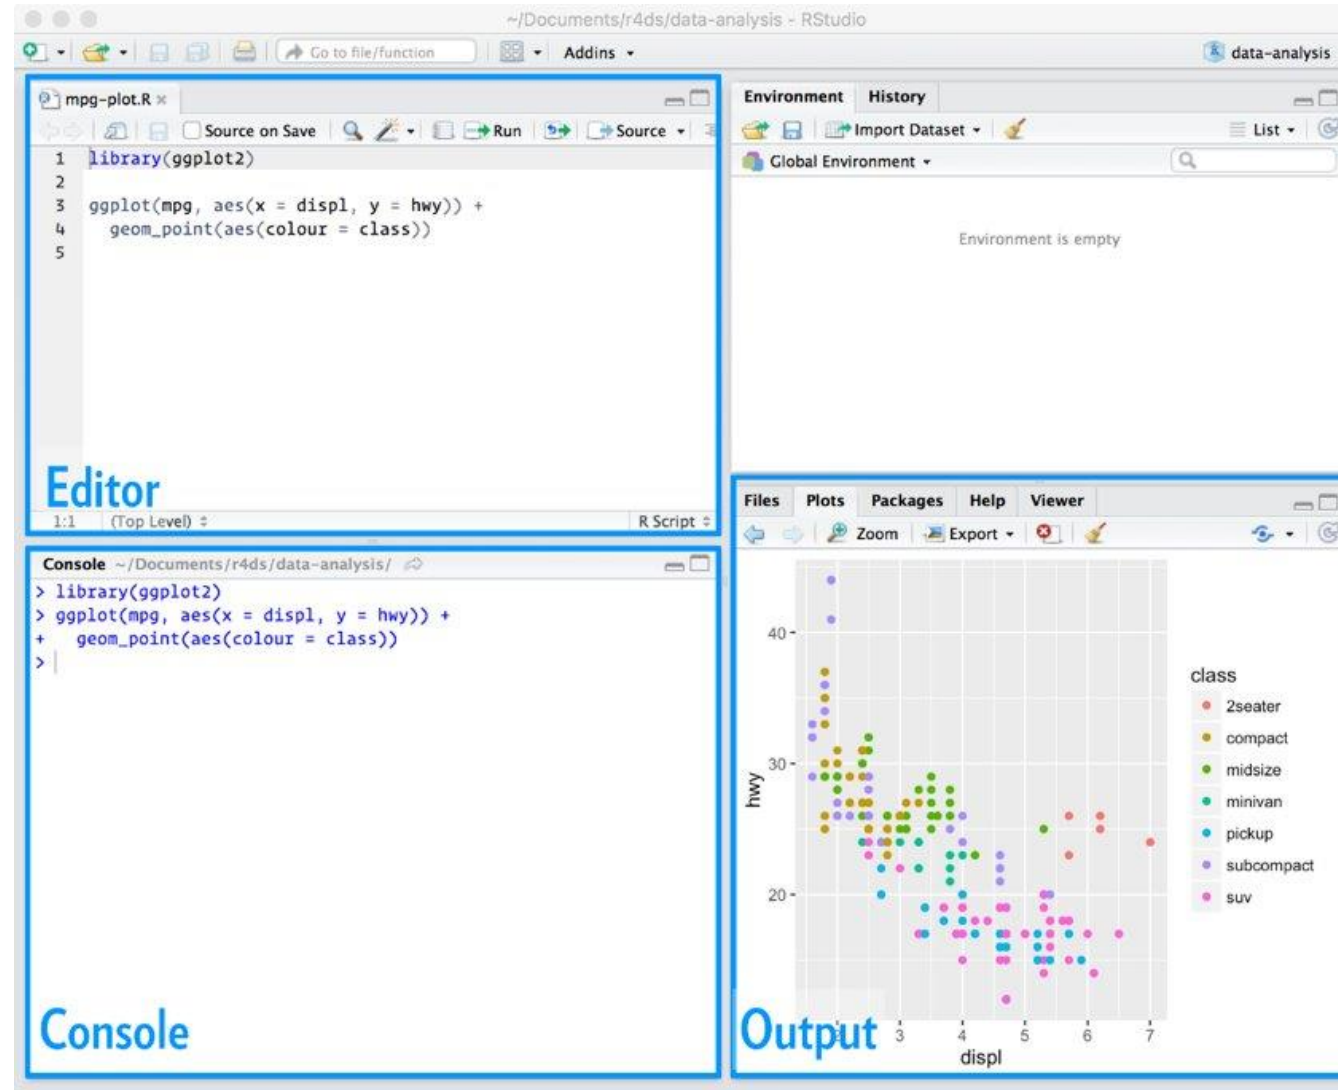 ~/Documents/r4ds/data-analysis - RStudio
Go to file/function
Addins
data-analysis
mpg-plot.R
Source on Save
Run
Source
1 library(ggplot2)
2
3 ggplot(mpg, aes(x = displ, y = hwy)) +
4   geom_point(aes(colour = class))
5
Editor
1:1 (Top Level)
R Script
Console ~/Documents/r4ds/data-analysis/
> library(ggplot2)
> ggplot(mpg, aes(x = displ, y = hwy)) +
+   geom_point(aes(colour = class))
>
Console
Environment History
Import Dataset
List
Global Environment
Environment is empty
Files Plots Packages Help Viewer
Zoom
Export
40
30
20
hwy
3 4 5 6 7
displ
class
2seater
compact
midsize
minivan
pickup
subcompact
suv
Output